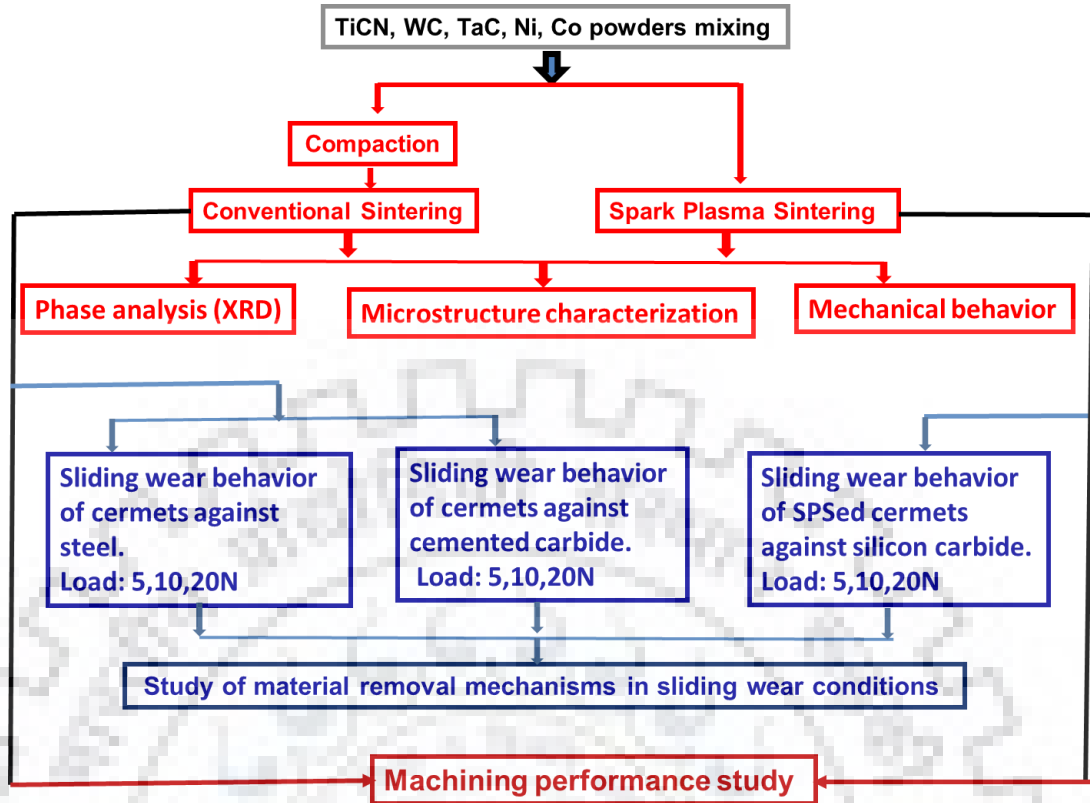 TiCN, WC, TaC, Ni, Co powders mixing
Compaction
Conventional Sintering
Spark Plasma Sintering
Phase analysis (XRD)
Microstructure characterization
Mechanical behavior
Sliding wear behavior
of cermets against
steel.
Load: 5,10,20N
Sliding wear behavior
of cermets against
cemented carbide.
Load: 5,10,20N
Sliding wear behavior
of SPSed cermets
against silicon carbide.
Load: 5,10,20N
Study of material removal mechanisms in sliding wear conditions
Machining performance study